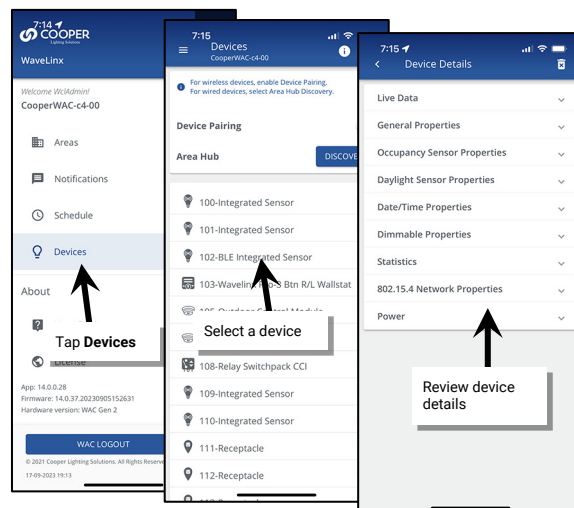 7:14
COOPER
Lighting Solutions
WaveLinx
Welcome WclAdmin!
CooperWAC-c4-00
Areas
Notifications
Schedule
Devices
About
Tap Devices
License
App: 14.0.0.28
Firmware: 14.0.37.20230905152631
Hardware version: WAC Gen 2
WAC LOGOUT
© 2021 Cooper Lighting Solutions. All Rights Reserve
17-09-2023 19:13
7:15
Devices
CooperWAC-c4-00
For wireless devices, enable Device Pairing.
For wired devices, select Area Hub Discovery.
Device Pairing
Area Hub
DISCOVE
100-Integrated Sensor
101-Integrated Sensor
102-BLE Integrated Sensor
103-Wavelinx Pro-3 Btn R/L Wallstat
105-Outdoor Control Module
Select a device
108-Relay Switchpack CCI
109-Integrated Sensor
110-Integrated Sensor
111-Receptacle
112-Receptacle
7:15
Device Details
Live Data
General Properties
Occupancy Sensor Properties
Daylight Sensor Properties
Date/Time Properties
Dimmable Properties
Statistics
802.15.4 Network Properties
Power
Review device
details